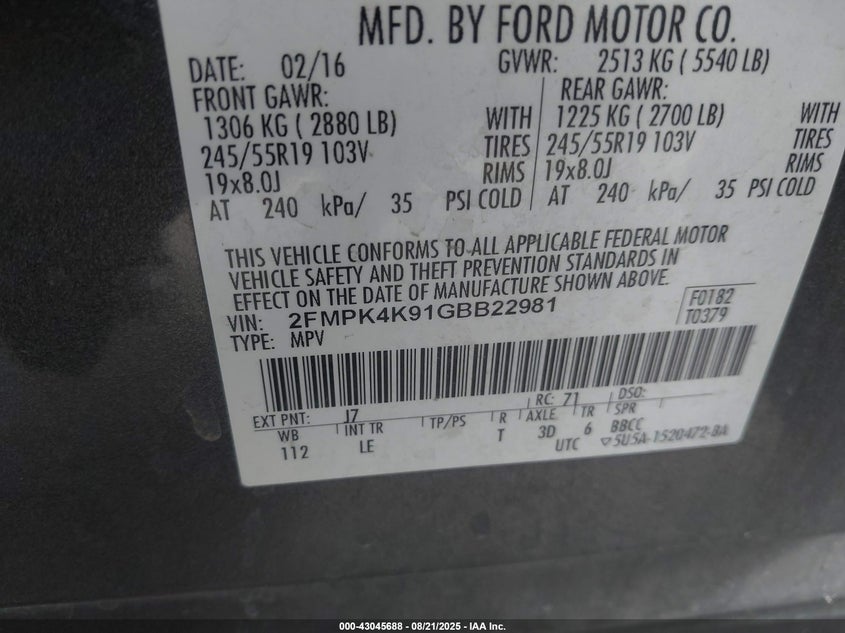 MFD. BY FORD MOTOR CO.
DATE: 02/16 GVWR: 2513 KG ( 5540 LB)
FRONT GAWR: REAR GAWR:
1306 KG ( 2880 LB) WITH 1225 KG ( 2700 LB) WITH
245/55R19 103V TIRES 245/55R19 103V TIRES
19x8.0J RIMS 19x8.0J RIMS
AT 240 kPa/ 35 PSI COLD AT 240 kPa/ 35 PSI COLD
THIS VEHICLE CONFORMS TO ALL APPLICABLE FEDERAL MOTOR
VEHICLE SAFETY AND THEFT PREVENTION STANDARDS IN
EFFECT ON THE DATE OF MANUFACTURE SHOWN ABOVE.
VIN: 2FMPK4K91GBB22981 F0182
TYPE: MPV T0379
EXT PNT: J7 RC: 71 DSO:
WB INT TR TP/PS R AXLE TR SPR
112 LE T 3D 6 BBCC
UTC ▽5U5A-1520472-BA
000-43045688 - 08/21/2025 - IAA Inc.